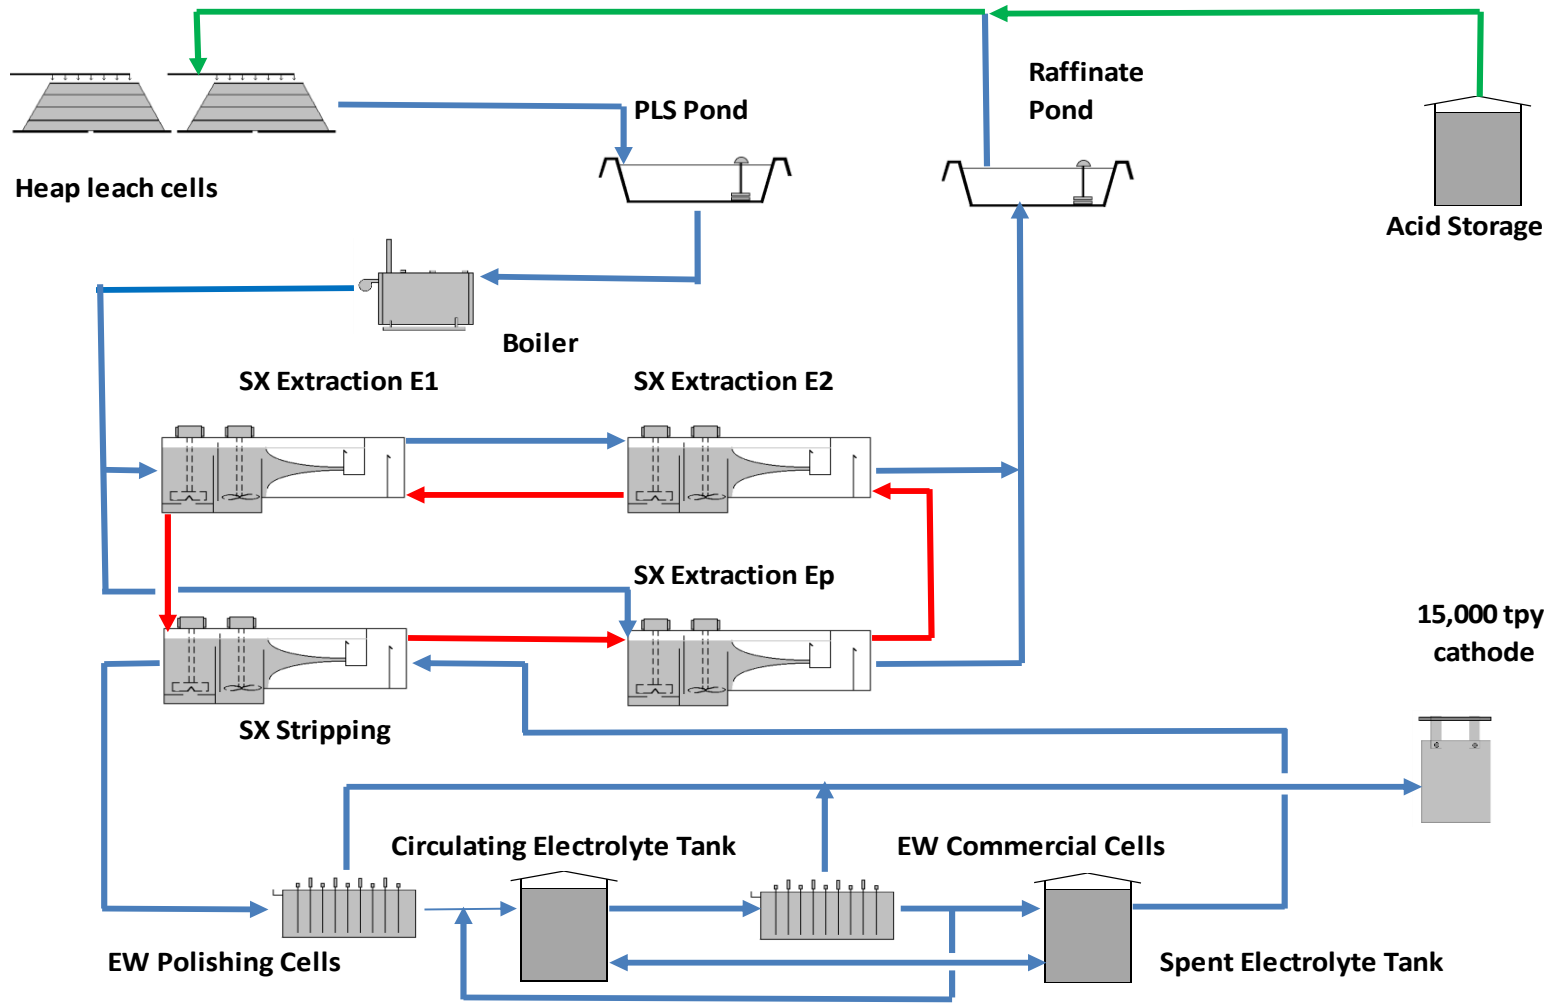 Raffinate
Pond
PLS Pond
Heap leach cells
Acid Storage
Boiler
SX Extraction E1
SX Extraction E2
SX Extraction Ep
15,000 tpy
cathode
SX Stripping
Circulating Electrolyte Tank
EW Commercial Cells
EW Polishing Cells
Spent Electrolyte Tank